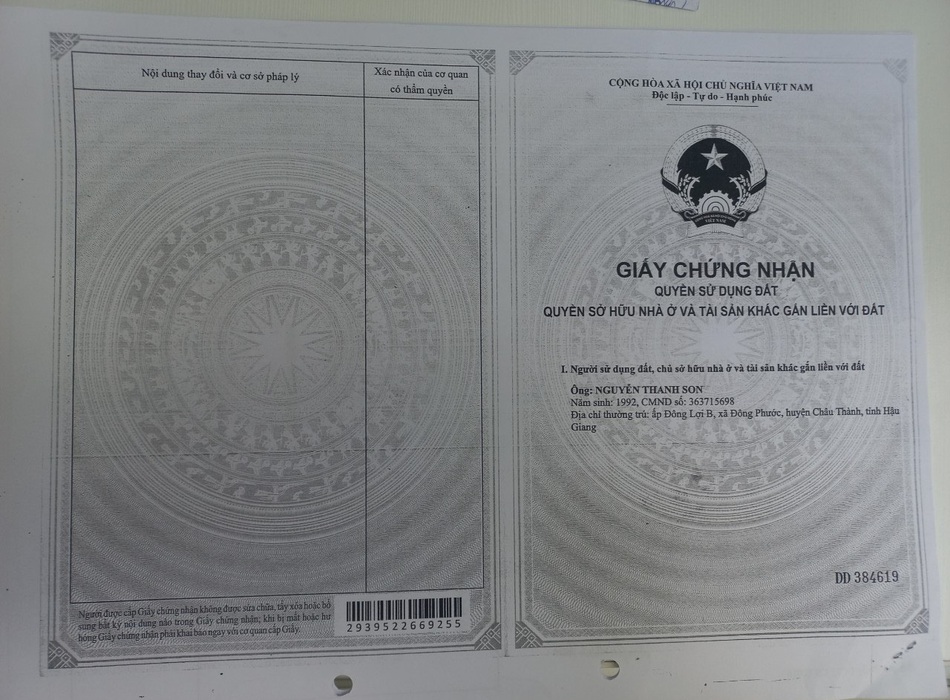 Nội dung thay đổi và cơ sở pháp lý
Xác nhận của cơ quan
có thẩm quyền
Người được cấp Giấy chứng nhận không được sửa chữa, tẩy xóa hoặc bổ
sung bất kỳ nội dung nào trong Giấy chứng nhận; khi bị mất hoặc hư
hỏng Giấy chứng nhận phải khai báo ngay với cơ quan cấp Giấy.
2939522669255
CỘNG HÒA XÃ HỘI CHỦ NGHĨA VIỆT NAM
Độc lập - Tự do - Hạnh phúc
VIỆT NAM
GIẤY CHỨNG NHẬN
QUYỀN SỬ DỤNG ĐẤT
QUYỀN SỞ HỮU NHÀ Ở VÀ TÀI SẢN KHÁC GẮN LIỀN VỚI ĐẤT
I. Người sử dụng đất, chủ sở hữu nhà ở và tài sản khác gắn liền với đất
Ông: NGUYỄN THANH SON
Năm sinh: 1992, CMND số: 363715698
Địa chỉ thường trú: ấp Đông Lợi B, xã Đông Phước, huyện Châu Thành, tỉnh Hậu
Giang
DD 384619